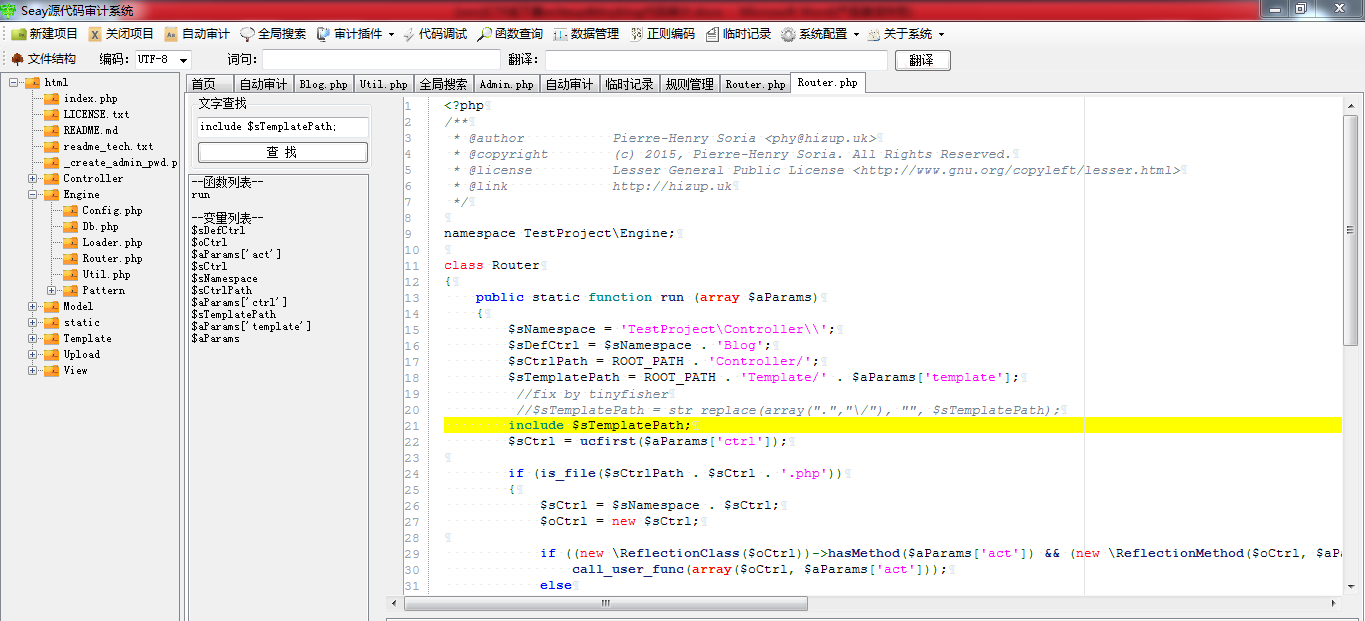 Seay源代码审计系统
新建项目 关闭项目 自动审计 全局搜索 审计插件 代码调试 函数查询 数据管理 正则编码 临时记录 系统配置 关于系统
文件结构 编码: UTF-8 词句: 翻译: 翻译
首页 自动审计 Blog.php Util.php 全局搜索 Admin.php 自动审计 临时记录 规则管理 Router.php Router.php
html
index.php
LICENSE.txt
README.md
readme_tech.txt
_create_admin_pwd.p
Controller
Engine
Config.php
Db.php
Loader.php
Router.php
Util.php
Pattern
Model
static
Template
Upload
View
文字查找
include $sTemplatePath;
查 找
--函数列表--
run
--变量列表--
$sDefCtrl
$oCtrl
$aParams['act']
$sCtrl
$sNamespace
$sCtrlPath
$aParams['ctrl']
$sTemplatePath
$aParams['template']
$aParams
1 <?php
2 /**
3 * @author Pierre-Henry Soria <phy@hizup.uk>
4 * @copyright (c) 2015, Pierre-Henry Soria. All Rights Reserved.
5 * @license Lesser General Public License <http://www.gnu.org/copyleft/lesser.html>
6 * @link http://hizup.uk
7 */
8
9 namespace TestProject\Engine;
10
11 class Router
12 {
13 public static function run (array $aParams)
14 {
15 $sNamespace = 'TestProject\Controller\\';
16 $sDefCtrl = $sNamespace . 'Blog';
17 $sCtrlPath = ROOT_PATH . 'Controller/';
18 $sTemplatePath = ROOT_PATH . 'Template/' . $aParams['template'];
19 //fix by tinyfisher
20 //$sTemplatePath = str_replace(array(".","\/"), "", $sTemplatePath);
21 include $sTemplatePath;
22 $sCtrl = ucfirst($aParams['ctrl']);
23
24 if (is_file($sCtrlPath . $sCtrl . '.php'))
25 {
26 $sCtrl = $sNamespace . $sCtrl;
27 $oCtrl = new $sCtrl;
28
29 if ((new \ReflectionClass($oCtrl))->hasMethod($aParams['act']) && (new \ReflectionMethod($oCtrl, $aP
30 call_user_func(array($oCtrl, $aParams['act']));
31 else